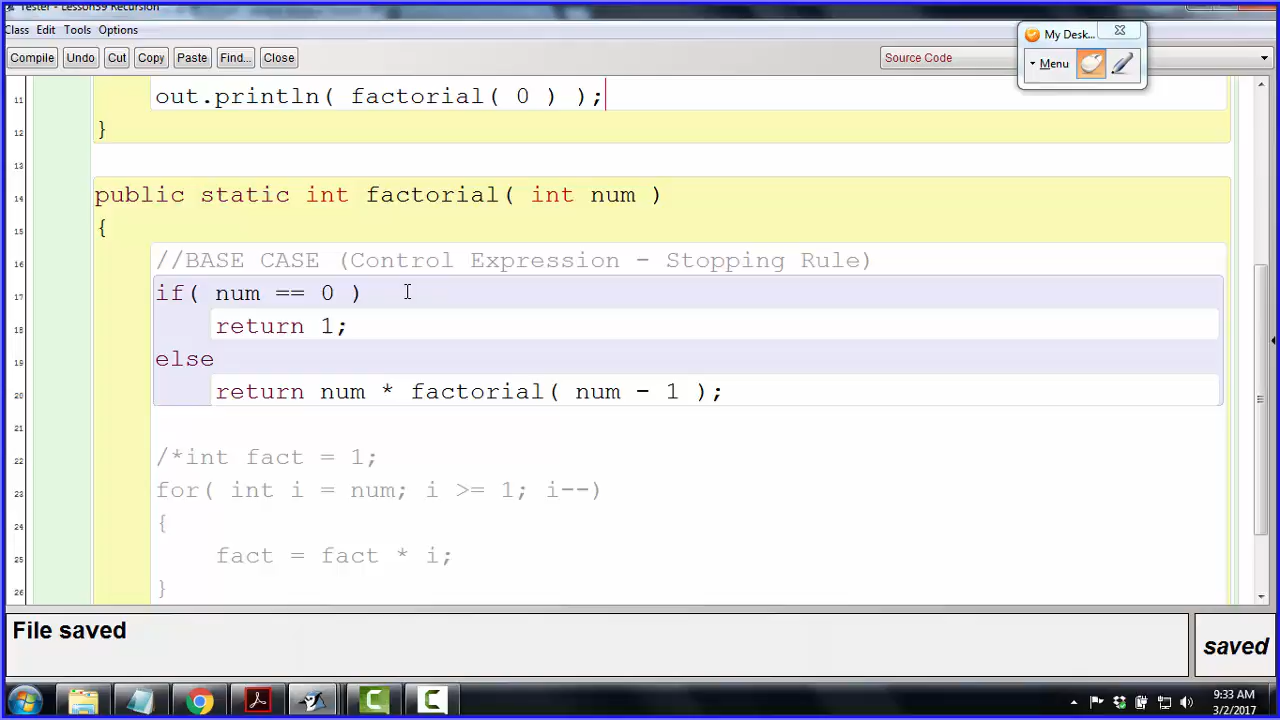 Tester - Lesson59 Recursion
Class Edit Tools Options
My Desk...
Compile Undo Cut Copy Paste Find... Close
Source Code
Menu
11 out.println( factorial( 0 ) );
12 }
13
14 public static int factorial( int num )
15 {
16 //BASE CASE (Control Expression - Stopping Rule)
17 if( num == 0 )
18 return 1;
19 else
20 return num * factorial( num - 1 );
21
22 /*int fact = 1;
23 for( int i = num; i >= 1; i--)
24 {
25 fact = fact * i;
26 }
File saved
saved
9:33 AM
3/2/2017